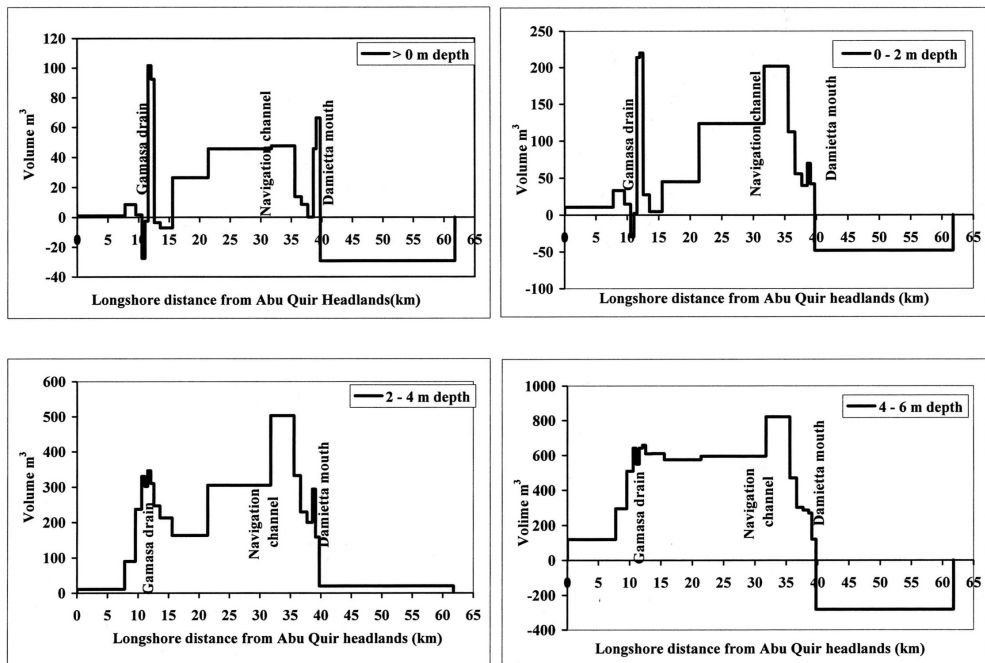 120
100
80
60
40
20
0
-20
-40
Volume m³
> 0 m depth
Gamasa drain
Navigation channel
Damietta mouth
0 5 10 15 20 25 30 35 40 45 50 55 60 65
Longshore distance from Abu Quir Headlands(km)
250
200
150
100
50
0
-50
-100
Volume m³
0 - 2 m depth
Gamasa drain
Navigation channel
Damietta mouth
0 5 10 15 20 25 30 35 40 45 50 55 60 65
Longshore distance from Abu Quir headlands (km)
600
500
400
300
200
100
0
Volume m³
2 - 4 m depth
Gamasa drain
Navigation
channel
Damietta mouth
0 5 10 15 20 25 30 35 40 45 50 55 60 65
Longshore distance from Abu Quir headlands (km)
1000
800
600
400
200
0
-200
-400
Volime m³
4 - 6 m depth
Gamasa drain
Navigation
channel
Damietta mouth
0 5 10 15 20 25 30 35 40 45 50 55 60 65
Longshore distance from Abu Quir headlands (km)